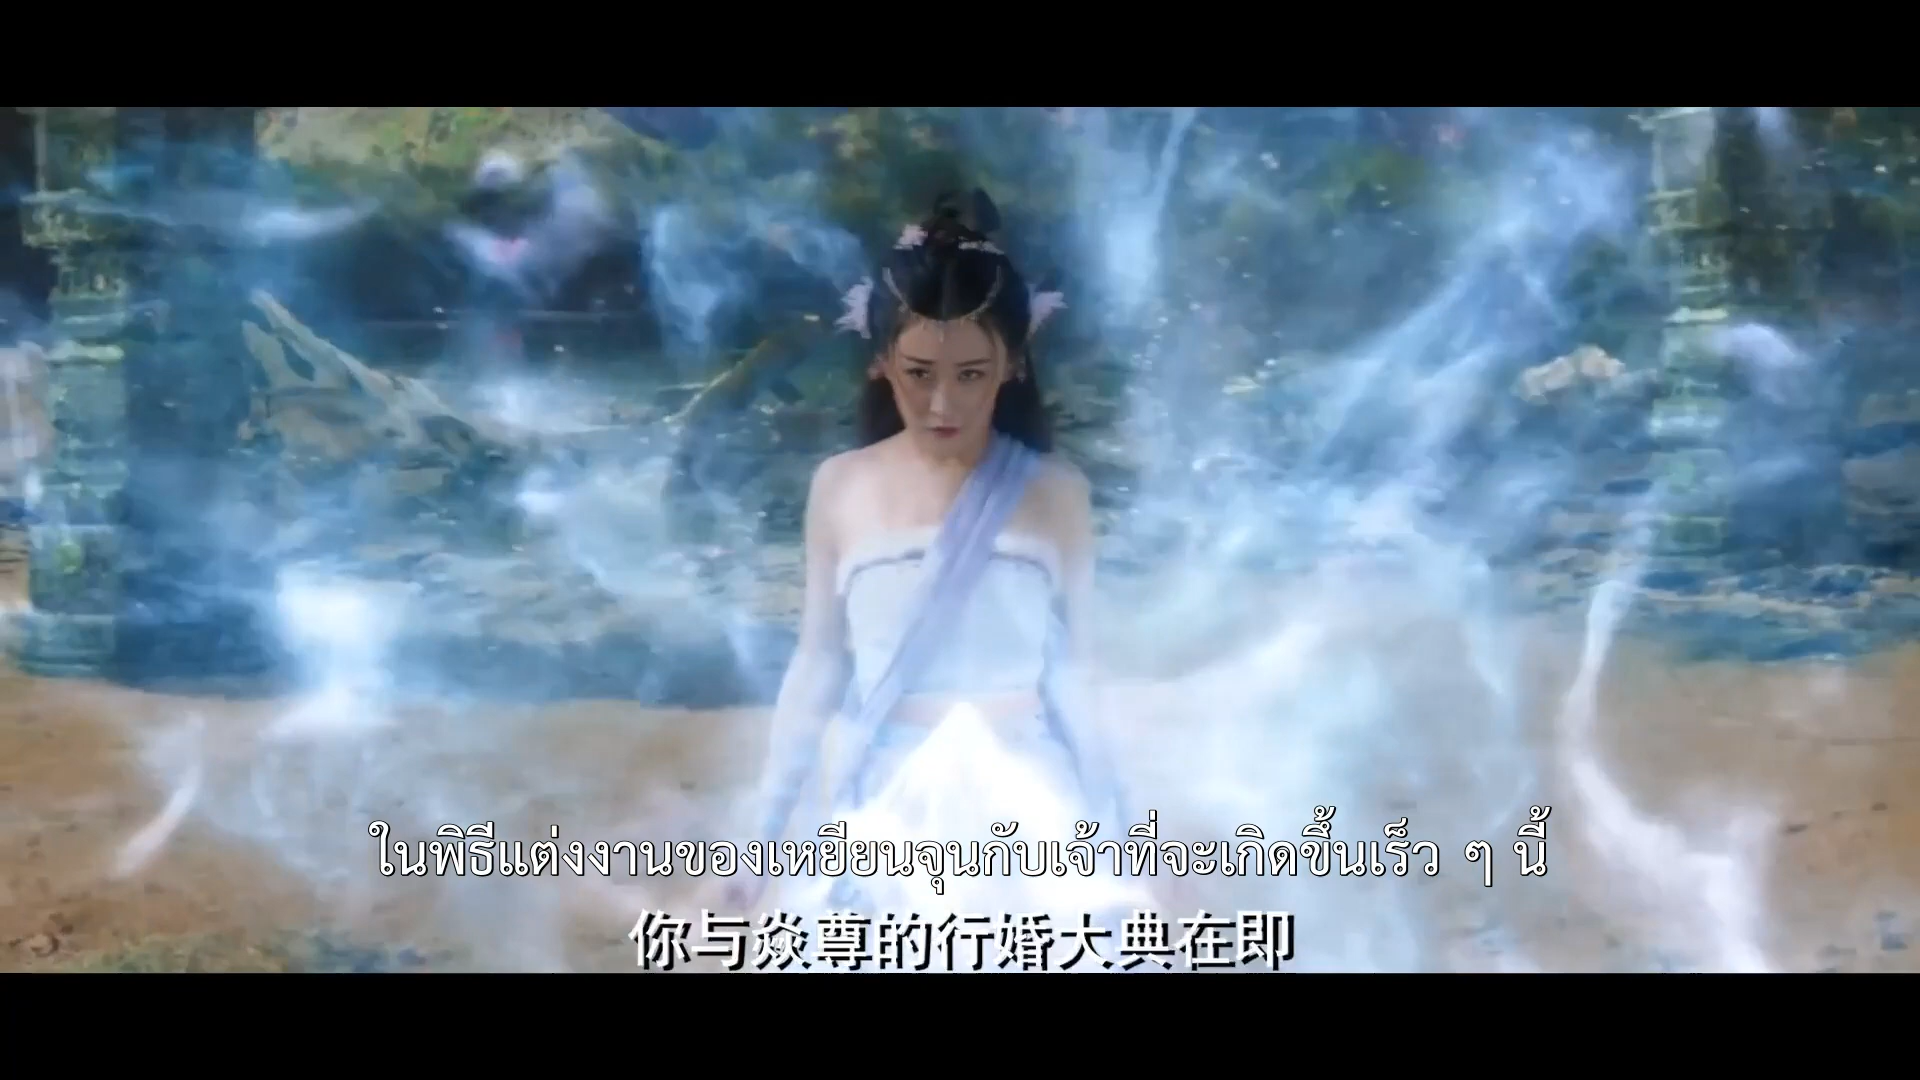 ในพิธีแต่งงานของเหยียนจุนกับเจ้าที่จะเกิดขึ้นเร็ว ๆ นี้
你与焱尊的行婚大典在即